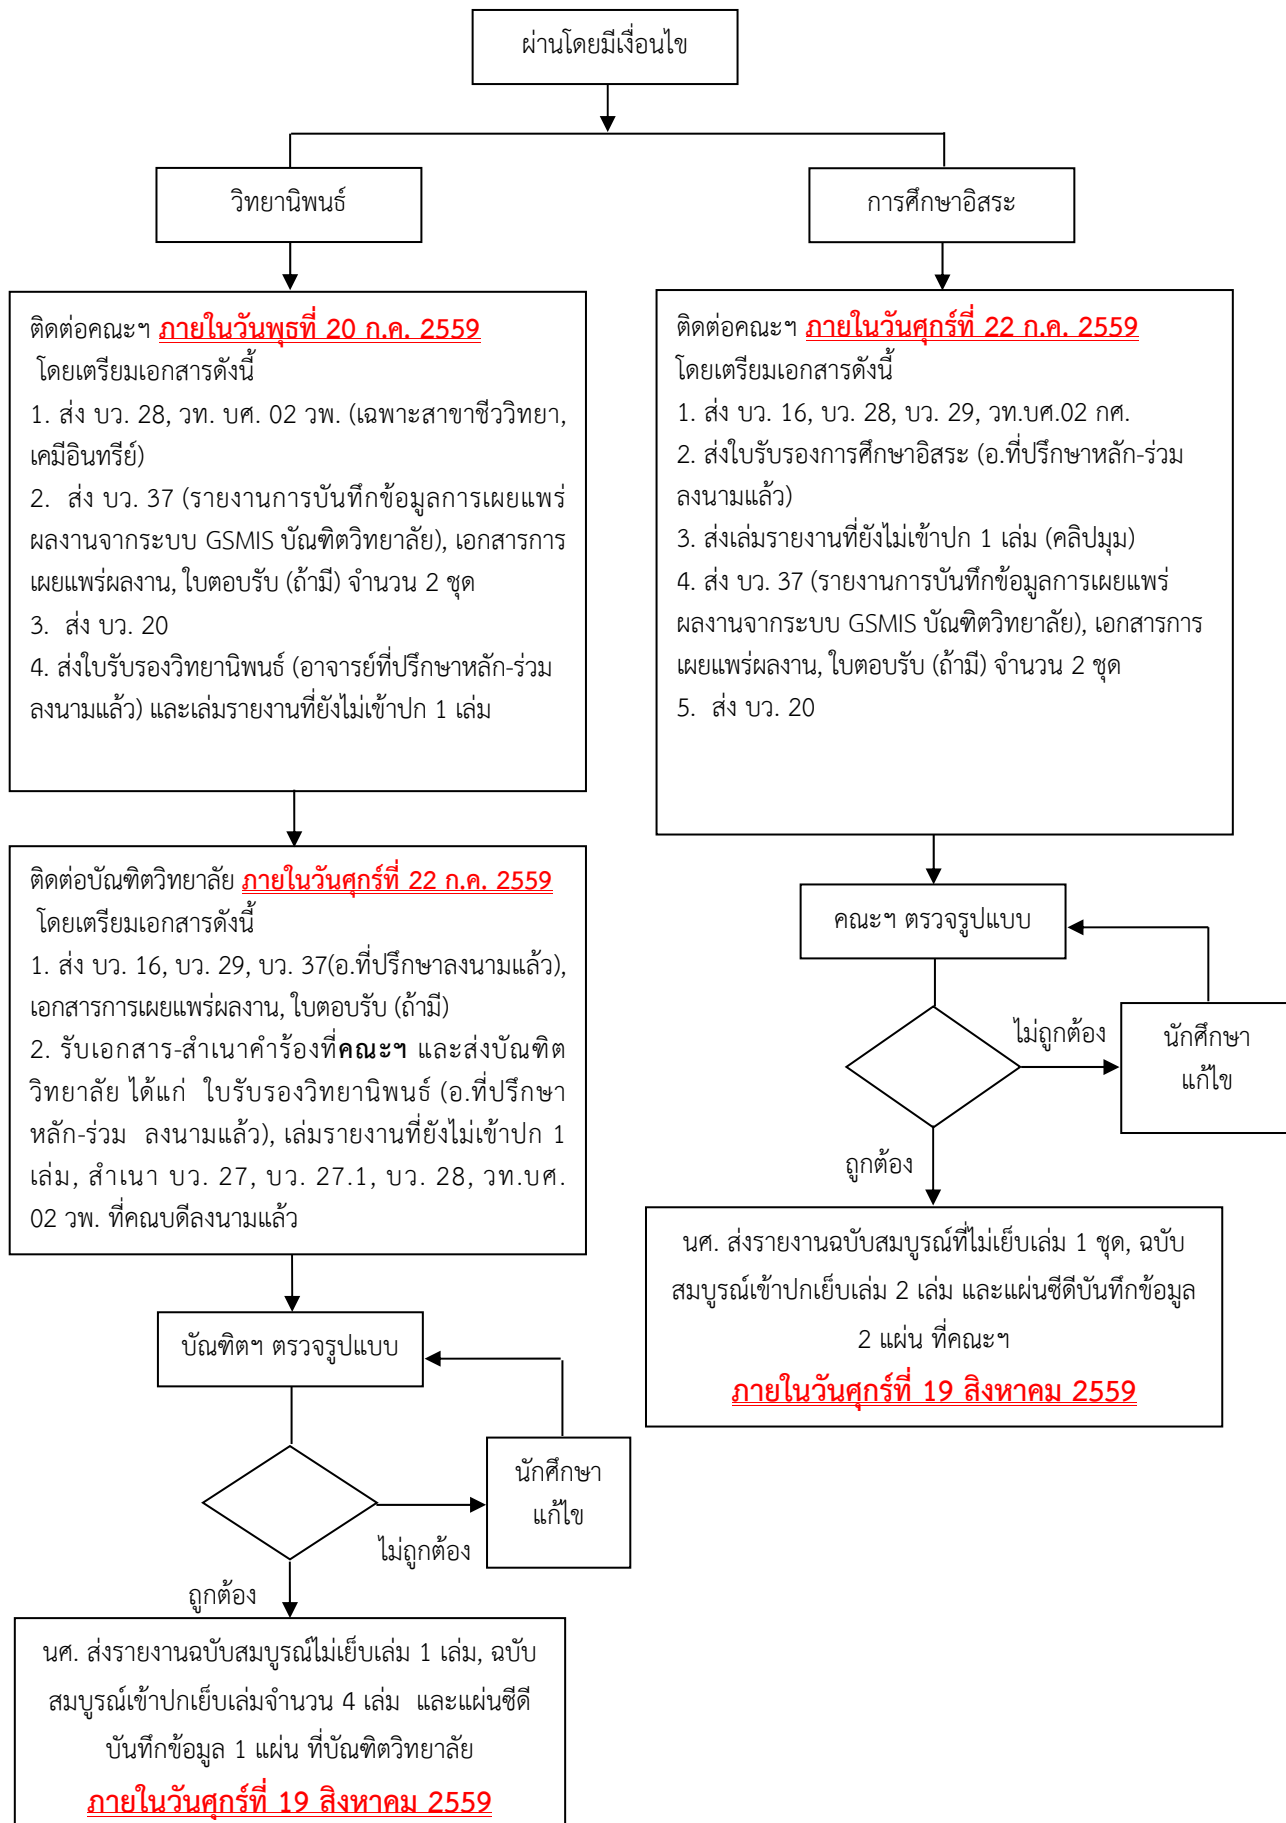 ผ่านโดยมีเงื่อนไข
วิทยานิพนธ์
ติดต่อคณะฯ ภายในวันพุธที่ 20 ก.ค. 2559
โดยเตรียมเอกสารดังนี้
1. ส่ง บว. 28, วท. บศ. 02 วพ. (เฉพาะสาขาชีววิทยา,
เคมีอินทรีย์)
2. ส่ง บว. 37 (รายงานการบันทึกข้อมูลการเผยแพร่
ผลงานจากระบบ GSMIS บัณฑิตวิทยาลัย), เอกสารการ
เผยแพร่ผลงาน, ใบตอบรับ (ถ้ามี) จำนวน 2 ชุด
3. ส่ง บว. 20
4. ส่งใบรับรองวิทยานิพนธ์ (อาจารย์ที่ปรึกษาหลัก-ร่วม
ลงนามแล้ว) และเล่มรายงานที่ยังไม่เข้าปก 1 เล่ม
ติดต่อบัณฑิตวิทยาลัย ภายในวันศุกร์ที่ 22 ก.ค. 2559
โดยเตรียมเอกสารดังนี้
1. ส่ง บว. 16, บว. 29, บว. 37(อ.ที่ปรึกษาลงนามแล้ว),
เอกสารการเผยแพร่ผลงาน, ใบตอบรับ (ถ้ามี)
2. รับเอกสาร-สำเนาคำร้องที่คณะฯ และส่งบัณฑิต
วิทยาลัย ได้แก่ ใบรับรองวิทยานิพนธ์ (อ.ที่ปรึกษา
หลัก-ร่วม ลงนามแล้ว), เล่มรายงานที่ยังไม่เข้าปก 1
เล่ม, สำเนา บว. 27, บว. 27.1, บว. 28, วท.บศ.
02 วพ. ที่คณบดีลงนามแล้ว
บัณฑิตฯ ตรวจรูปแบบ
นักศึกษา
แก้ไข
ไม่ถูกต้อง
ถูกต้อง
นศ. ส่งรายงานฉบับสมบูรณ์ไม่เย็บเล่ม 1 เล่ม, ฉบับ
สมบูรณ์เข้าปกเย็บเล่มจำนวน 4 เล่ม และแผ่นซีดี
บันทึกข้อมูล 1 แผ่น ที่บัณฑิตวิทยาลัย
ภายในวันศุกร์ที่ 19 สิงหาคม 2559
การศึกษาอิสระ
ติดต่อคณะฯ ภายในวันศุกร์ที่ 22 ก.ค. 2559
โดยเตรียมเอกสารดังนี้
1. ส่ง บว. 16, บว. 28, บว. 29, วท.บศ.02 กศ.
2. ส่งใบรับรองการศึกษาอิสระ (อ.ที่ปรึกษาหลัก-ร่วม
ลงนามแล้ว)
3. ส่งเล่มรายงานที่ยังไม่เข้าปก 1 เล่ม (คลิปมุม)
4. ส่ง บว. 37 (รายงานการบันทึกข้อมูลการเผยแพร่
ผลงานจากระบบ GSMIS บัณฑิตวิทยาลัย), เอกสารการ
เผยแพร่ผลงาน, ใบตอบรับ (ถ้ามี) จำนวน 2 ชุด
5. ส่ง บว. 20
คณะฯ ตรวจรูปแบบ
ไม่ถูกต้อง
นักศึกษา
แก้ไข
ถูกต้อง
นศ. ส่งรายงานฉบับสมบูรณ์ที่ไม่เย็บเล่ม 1 ชุด, ฉบับ
สมบูรณ์เข้าปกเย็บเล่ม 2 เล่ม และแผ่นซีดีบันทึกข้อมูล
2 แผ่น ที่คณะฯ
ภายในวันศุกร์ที่ 19 สิงหาคม 2559